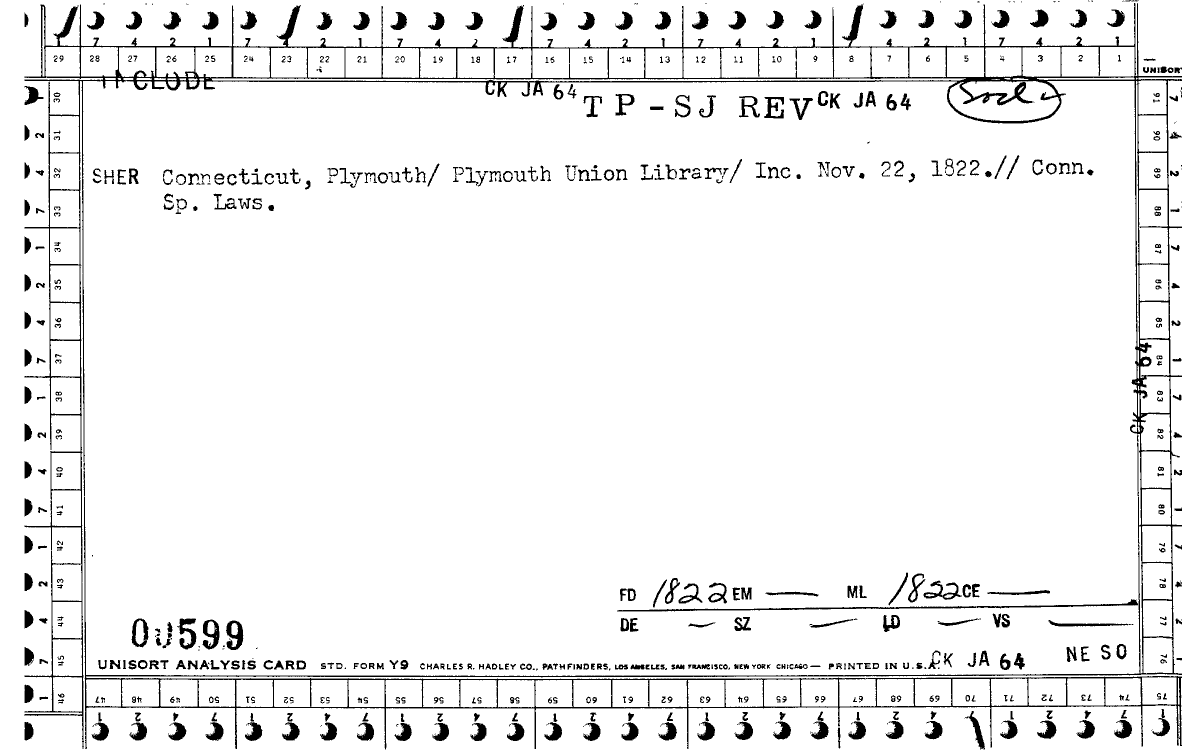 7 4 2 1 7 4 2 1 7 4 2 1 7 4 2 1 7 4 2 1 7 4 2 1 7 4 2 1
29 28 27 26 25 24 23 22 21 20 19 18 17 16 15 14 13 12 11 10 9 8 7 6 5 4 3 2 1
UNISORT
INCLUDE
CK JA 64 TP-SJ REV CK JA 64
SHER Connecticut, Plymouth/ Plymouth Union Library/ Inc. Nov. 22, 1822.// Conn.
Sp. Laws.
30 31 32 33 34 35 36 37 38 39 40 41 42 43 44 45 46
91 90 89 88 87 86 85 84 83 82 81 80 79 78 77 76 75
CK JA 64
FD 1822 EM — ML 1822 CE —
DE — SZ — LD — VS —
00599
UNISORT ANALYSIS CARD STD. FORM Y9 CHARLES R. HADLEY CO., PATHFINDERS, LOS ANGELES, SAN FRANCISCO, NEW YORK CHICAGO — PRINTED IN U.S.A.
CK JA 64 NE SO
47 48 49 50 51 52 53 54 55 56 57 58 59 60 61 62 63 64 65 66 67 68 69 70 71 72 73 74